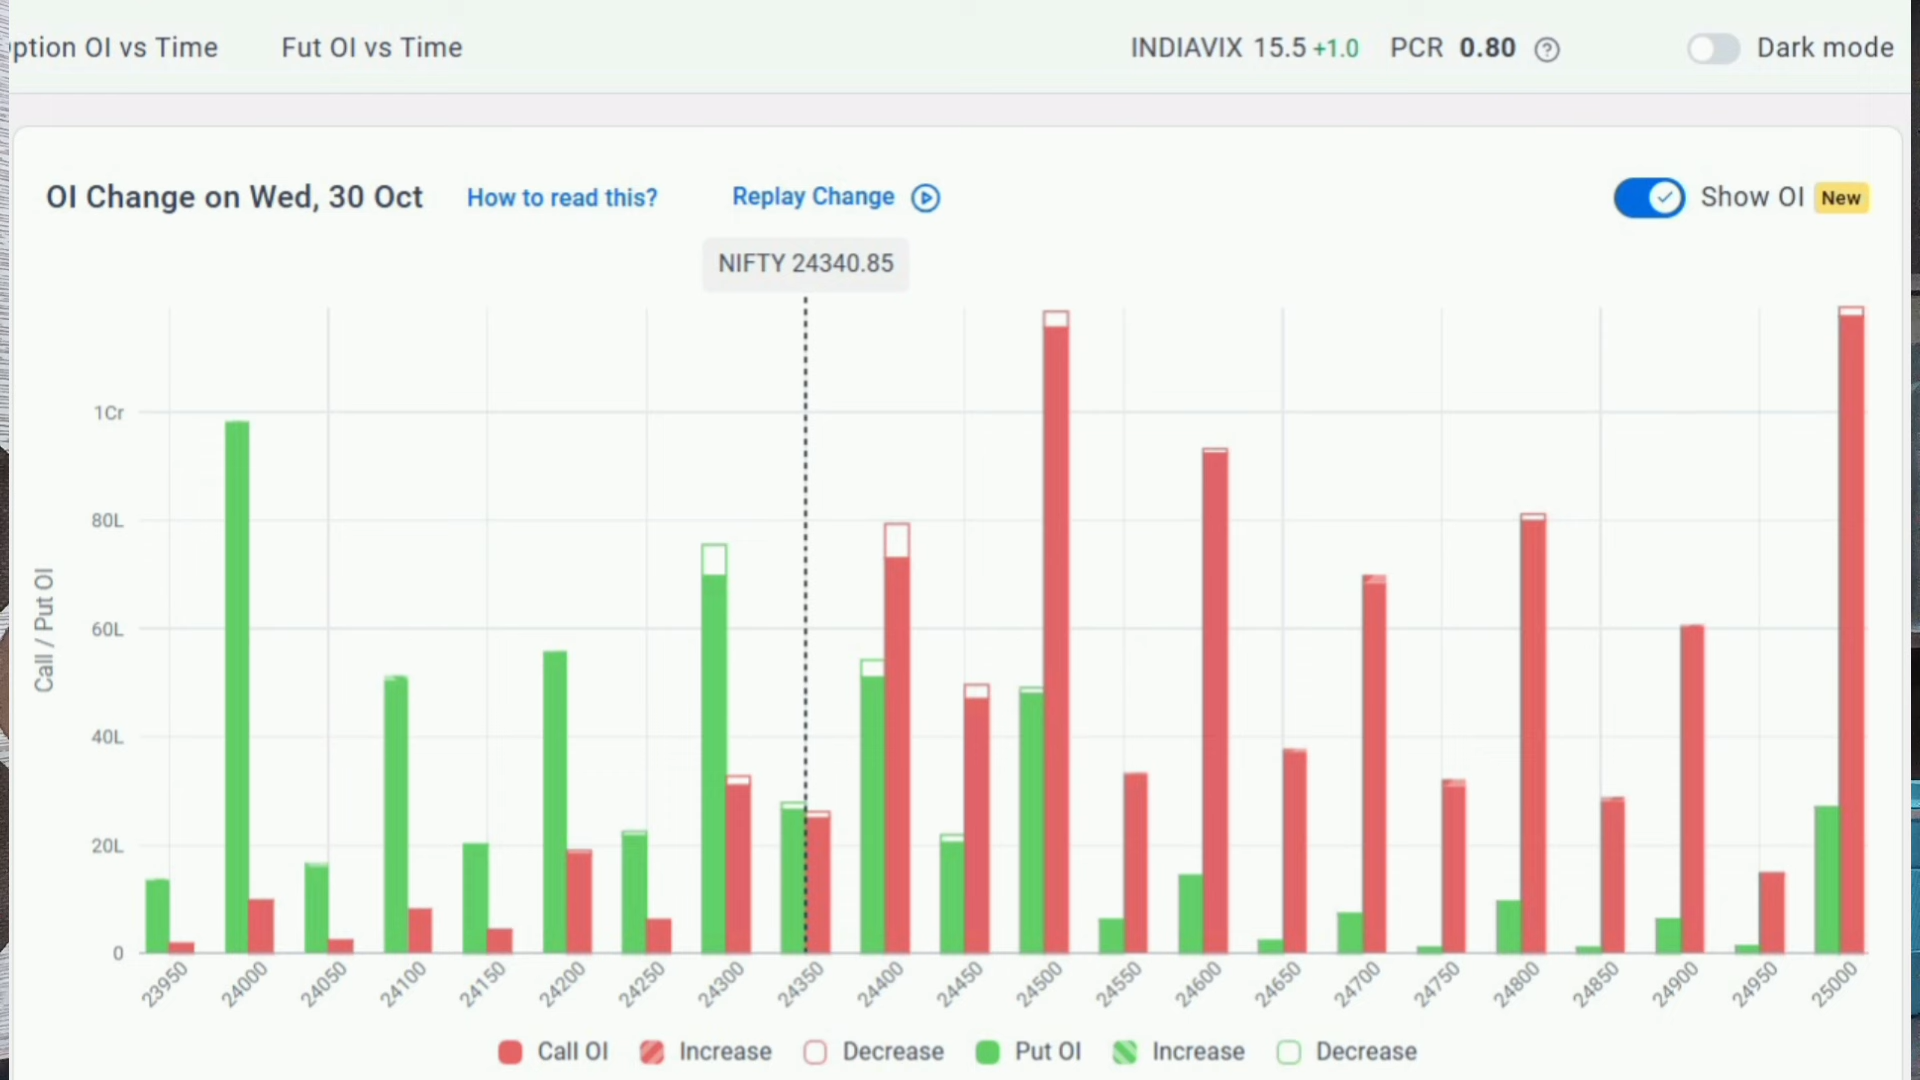 ption OI vs Time
Fut OI vs Time
INDIAVIX 15.5 +1.0
PCR 0.80
?
Dark mode
OI Change on Wed, 30 Oct
How to read this?
Replay Change
Show OI
New
NIFTY 24340.85
Call / Put OI
1Cr
80L
60L
40L
20L
0
23950
24000
24050
24100
24150
24200
24250
24300
24350
24400
24450
24500
24550
24600
24650
24700
24750
24800
24850
24900
24950
25000
Call OI
Increase
Decrease
Put OI
Increase
Decrease